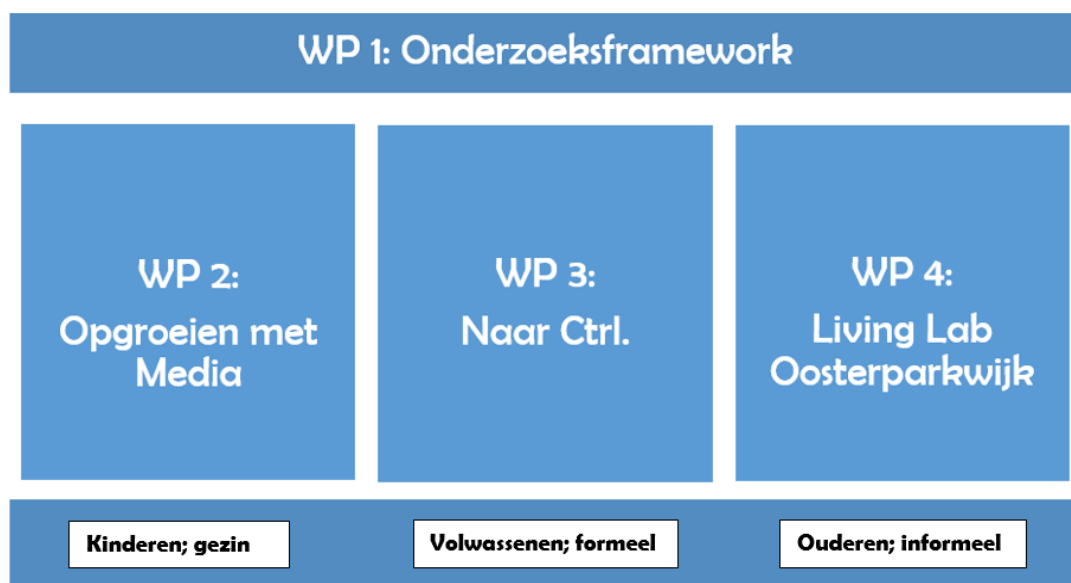 WP 1: Onderzoeksframework
WP 2:
Opgroeien met
Media
WP 3:
Naar Ctrl.
WP 4:
Living Lab
Oosterparkwijk
Kinderen; gezin
Volwassenen; formeel
Ouderen; informeel